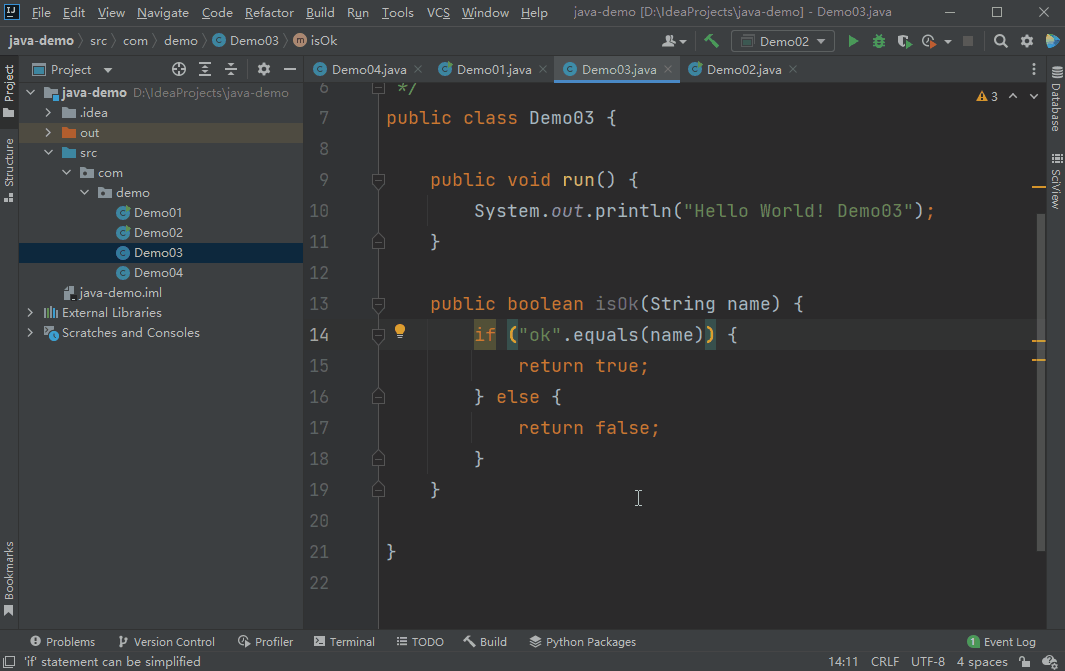 IJ File Edit View Navigate Code Refactor Build Run Tools VCS Window Help java-demo [D:\IdeaProjects\java-demo] - Demo03.java
java-demo src com demo C Demo03 m isOk Demo02
Project C Demo04.java C Demo01.java C Demo03.java C Demo02.java
Project
Structure
Bookmarks
java-demo D:\IdeaProjects\java-demo
.idea
out
src
com
demo
C Demo01
C Demo02
C Demo03
C Demo04
java-demo.iml
External Libraries
Scratches and Consoles
3
6 */
7 public class Demo03 {
8
9 public void run() {
10 System.out.println("Hello World! Demo03");
11 }
12
13 public boolean isOk(String name) {
14 if ("ok".equals(name)) {
15 return true;
16 } else {
17 return false;
18 }
19 }
20
21 }
22
Database
SciView
Problems Version Control Profiler Terminal TODO Build Python Packages 1 Event Log
'if' statement can be simplified 14:11 CRLF UTF-8 4 spaces